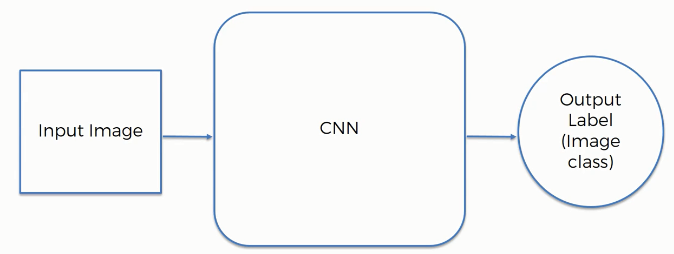 Input Image
CNN
Output
Label
(Image
class)